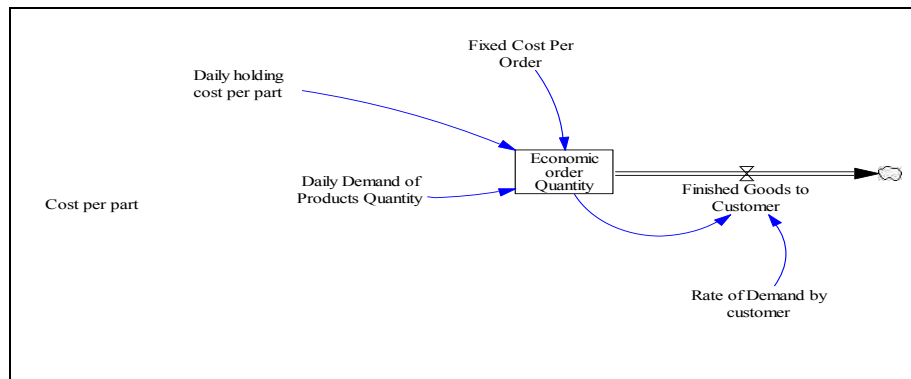 Fixed Cost Per
Order
Daily holding
cost per part
Economic
order
Quantity
Daily Demand of
Products Quantity
Finished Goods to
Customer
Cost per part
Rate of Demand by
customer